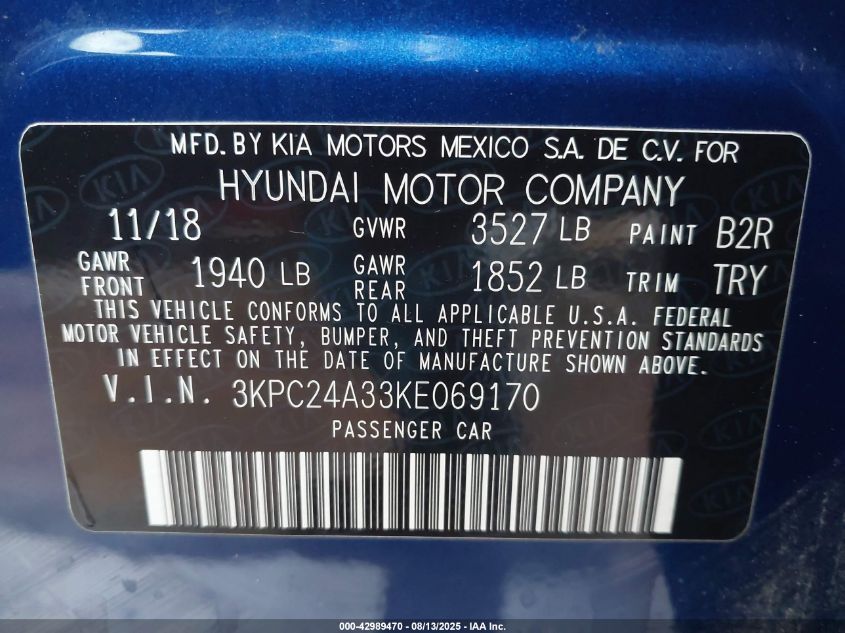 MFD. BY KIA MOTORS MEXICO S.A. DE C.V. FOR
HYUNDAI MOTOR COMPANY
11/18 GVWR 3527 LB PAINT B2R
GAWR FRONT 1940 LB GAWR REAR 1852 LB TRIM TRY
THIS VEHICLE CONFORMS TO ALL APPLICABLE U.S.A. FEDERAL
MOTOR VEHICLE SAFETY, BUMPER, AND THEFT PREVENTION STANDARDS
IN EFFECT ON THE DATE OF MANUFACTURE SHOWN ABOVE.
V.I.N. 3KPC24A33KE069170
PASSENGER CAR
000-42989470 - 08/13/2025 - IAA Inc.